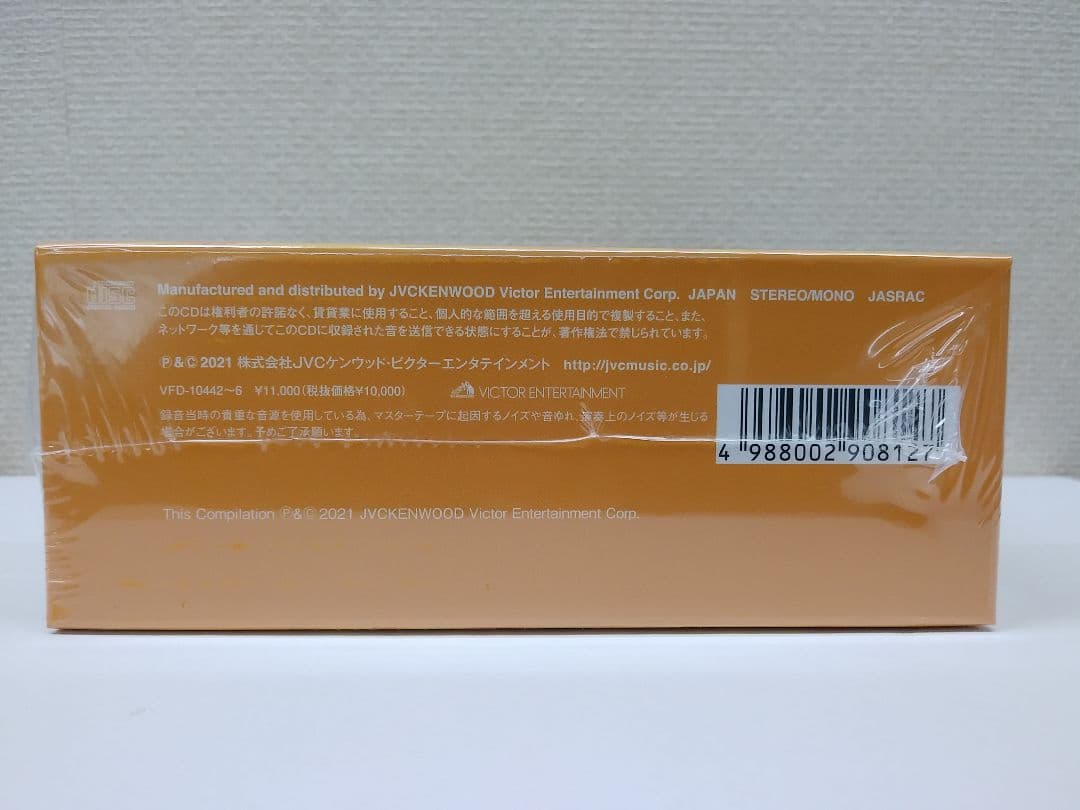 DISC
Manufactured and distributed by JVCKENWOOD Victor Entertainment Corp. JAPAN STEREO/MONO JASRAC
このCDは権利者の許諾なく、賃貸業に使用すること、個人的な範囲を超える使用目的で複製すること、また、
ネットワーク等を通じてこのCDに収録された音を送信できる状態にすることが、著作権法で禁じられています。
Ⓟ&Ⓒ 2021 株式会社JVCケンウッド・ビクターエンタテインメント http://jvcmusic.co.jp/
VFD-10442〜6 ¥11,000(税抜価格¥10,000) VICTOR ENTERTAINMENT
録音当時の貴重な音源を使用している為、マスターテープに起因するノイズや音ゆれ、演奏上のノイズ等が生じる
場合がございます。予めご了承願います。
4 988002 908127
This Compilation Ⓟ&Ⓒ 2021 JVCKENWOOD Victor Entertainment Corp.